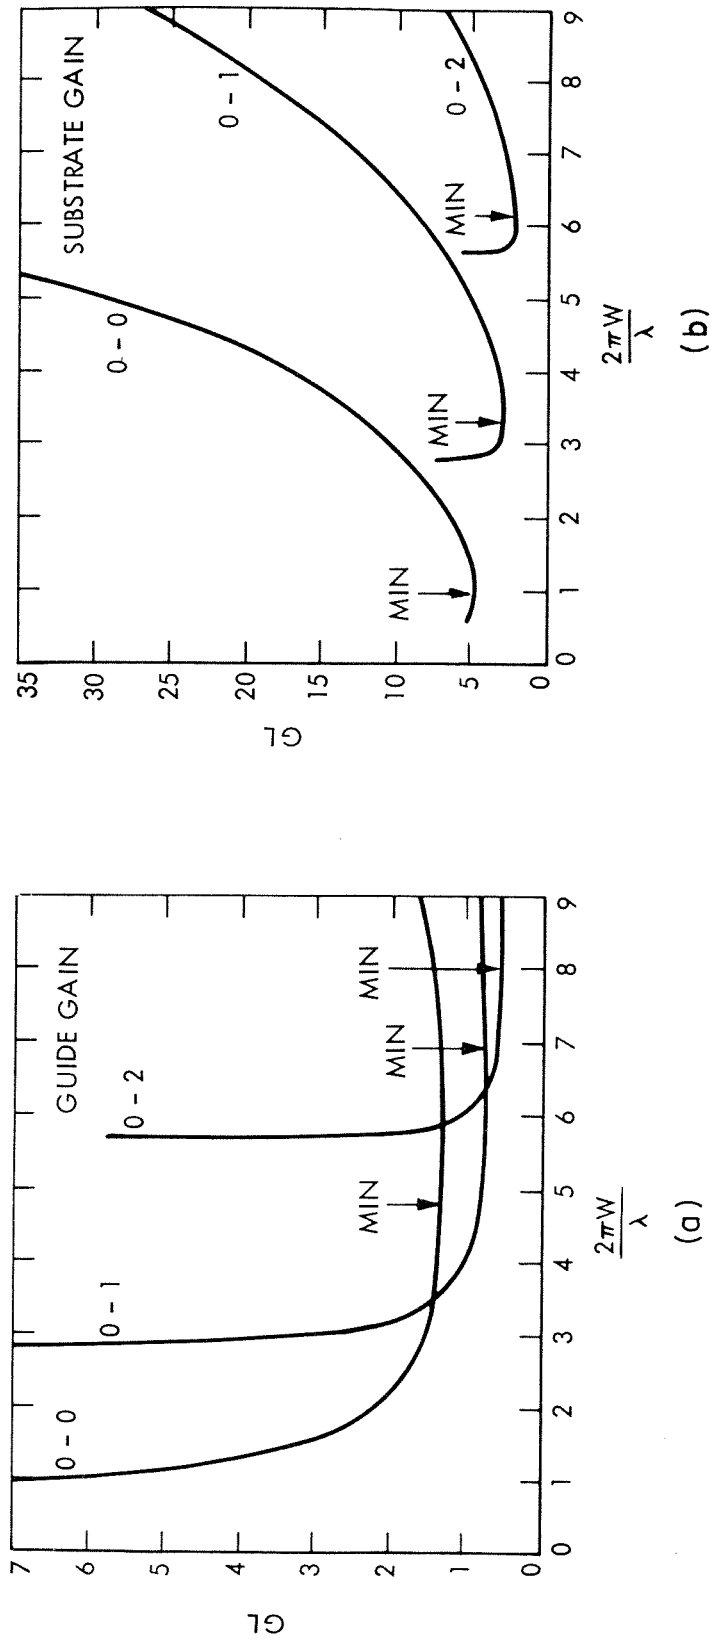 GUIDE GAIN
7
6
5
4
3
2
1
0
GL
0 - 0
0 - 1
0 - 2
MIN
MIN
MIN
0 1 2 3 4 5 6 7 8 9
2πW
λ
(a)
SUBSTRATE GAIN
35
30
25
20
15
10
5
0
GL
0 - 0
0 - 1
0 - 2
MIN
MIN
MIN
0 1 2 3 4 5 6 7 8 9
2πW
λ
(b)